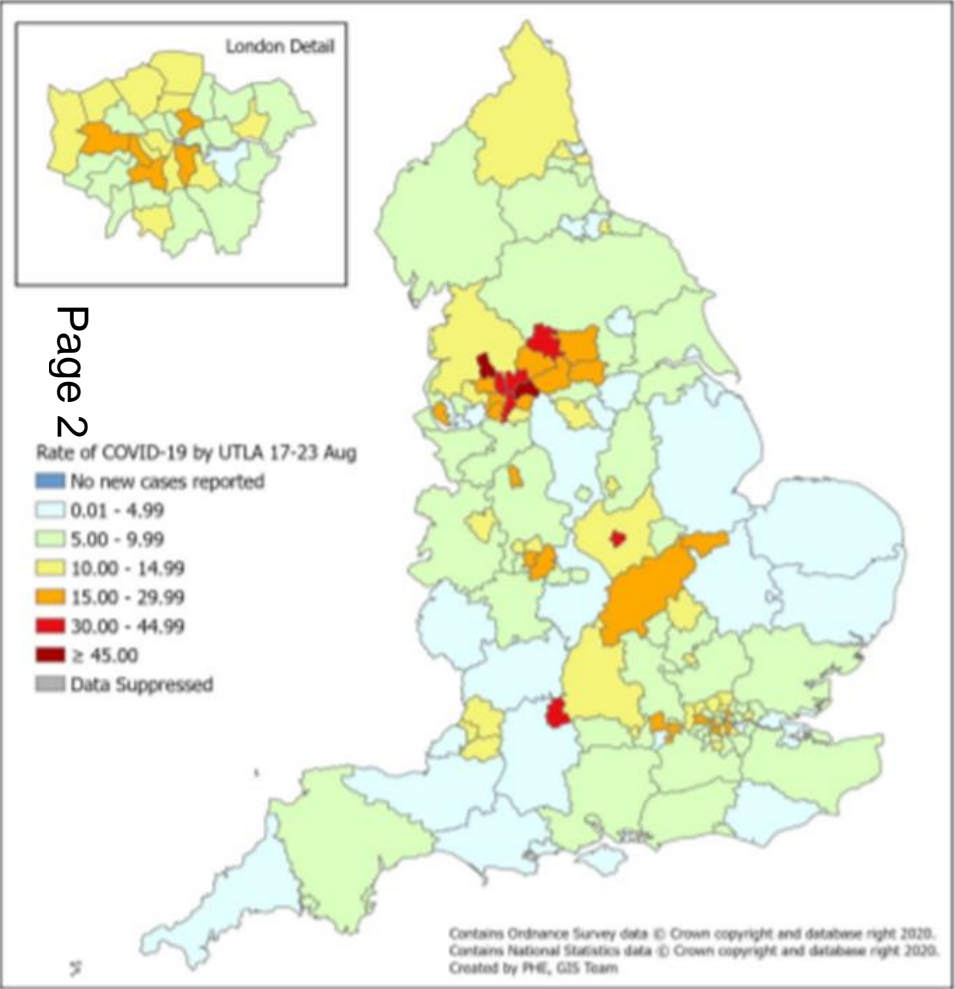 London Detail
Page 2
Rate of COVID-19 by UTLA 17-23 Aug
No new cases reported
0.01 - 4.99
5.00 - 9.99
10.00 - 14.99
15.00 - 29.99
30.00 - 44.99
≥ 45.00
Data Suppressed
Contains Ordnance Survey data © Crown copyright and database right 2020.
Contains National Statistics data © Crown copyright and database right 2020.
Created by PHE, GIS Team